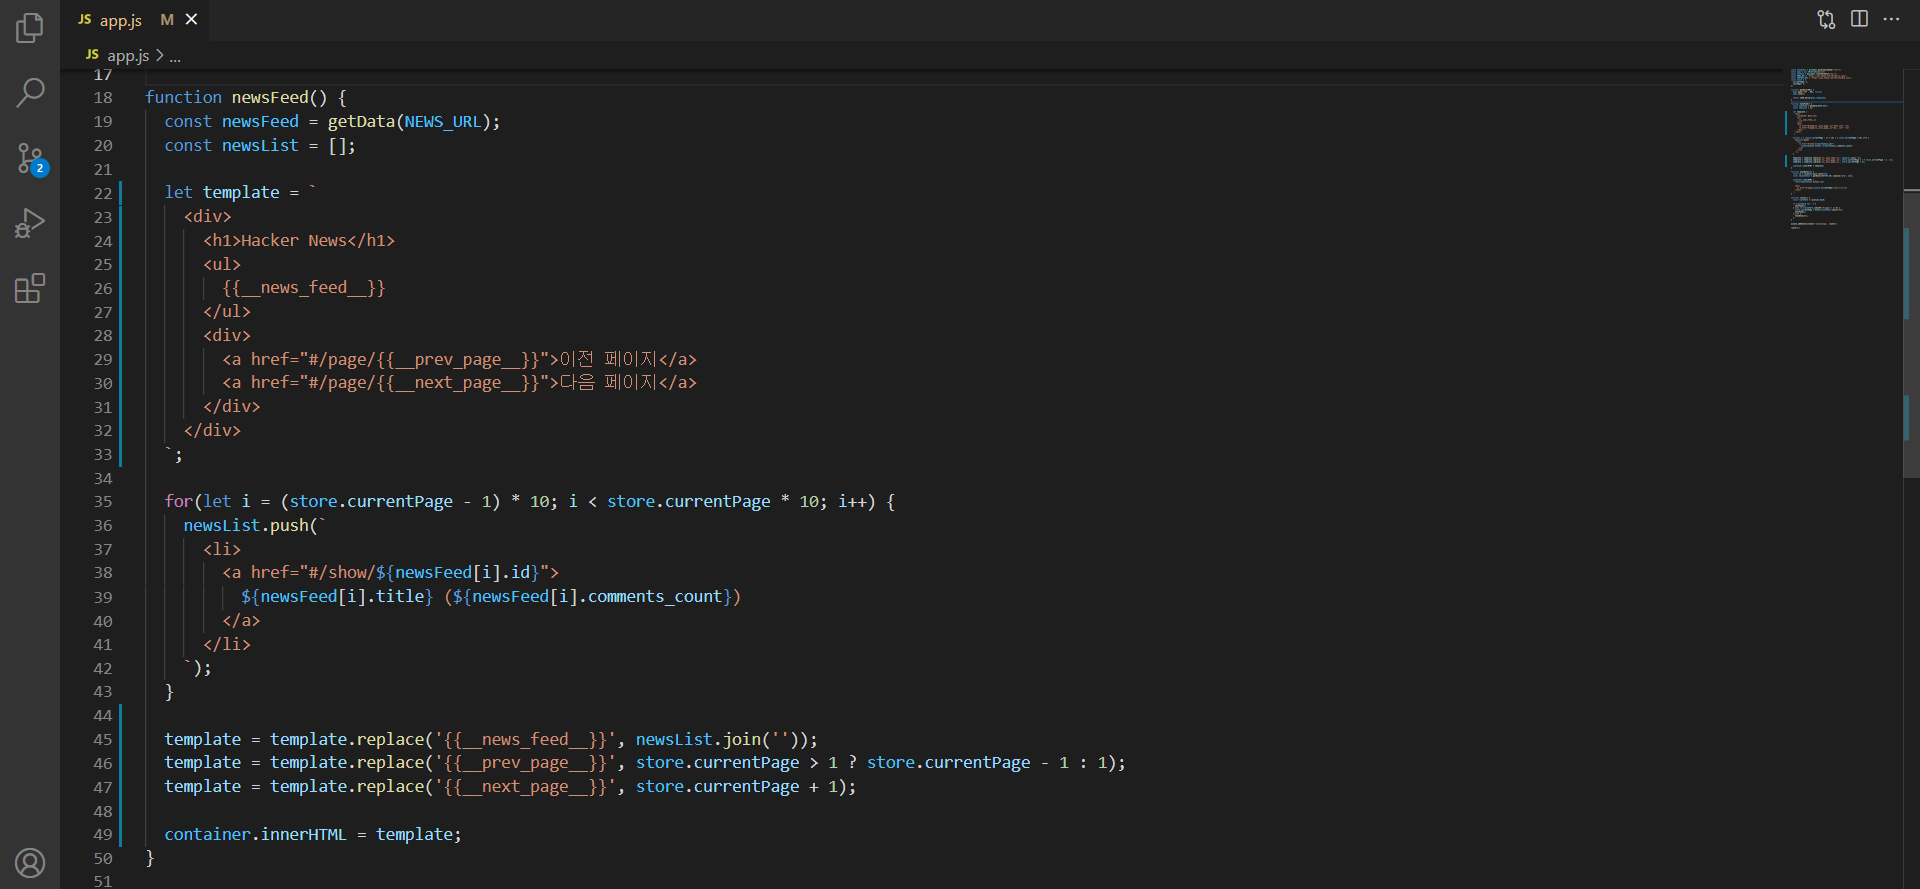 JS app.js M
JS app.js > ...
17
18 function newsFeed() {
19   const newsFeed = getData(NEWS_URL);
20   const newsList = [];
21
22   let template = `
23     <div>
24       <h1>Hacker News</h1>
25       <ul>
26         {{__news_feed__}}
27       </ul>
28       <div>
29         <a href="#/page/{{__prev_page__}}">이전 페이지</a>
30         <a href="#/page/{{__next_page__}}">다음 페이지</a>
31       </div>
32     </div>
33   `;
34
35   for(let i = (store.currentPage - 1) * 10; i < store.currentPage * 10; i++) {
36     newsList.push(`
37       <li>
38         <a href="#/show/${newsFeed[i].id}">
39           ${newsFeed[i].title} (${newsFeed[i].comments_count})
40         </a>
41       </li>
42     `);
43   }
44
45   template = template.replace('{{__news_feed__}}', newsList.join(''));
46   template = template.replace('{{__prev_page__}}', store.currentPage > 1 ? store.currentPage - 1 : 1);
47   template = template.replace('{{__next_page__}}', store.currentPage + 1);
48
49   container.innerHTML = template;
50 }
51
2